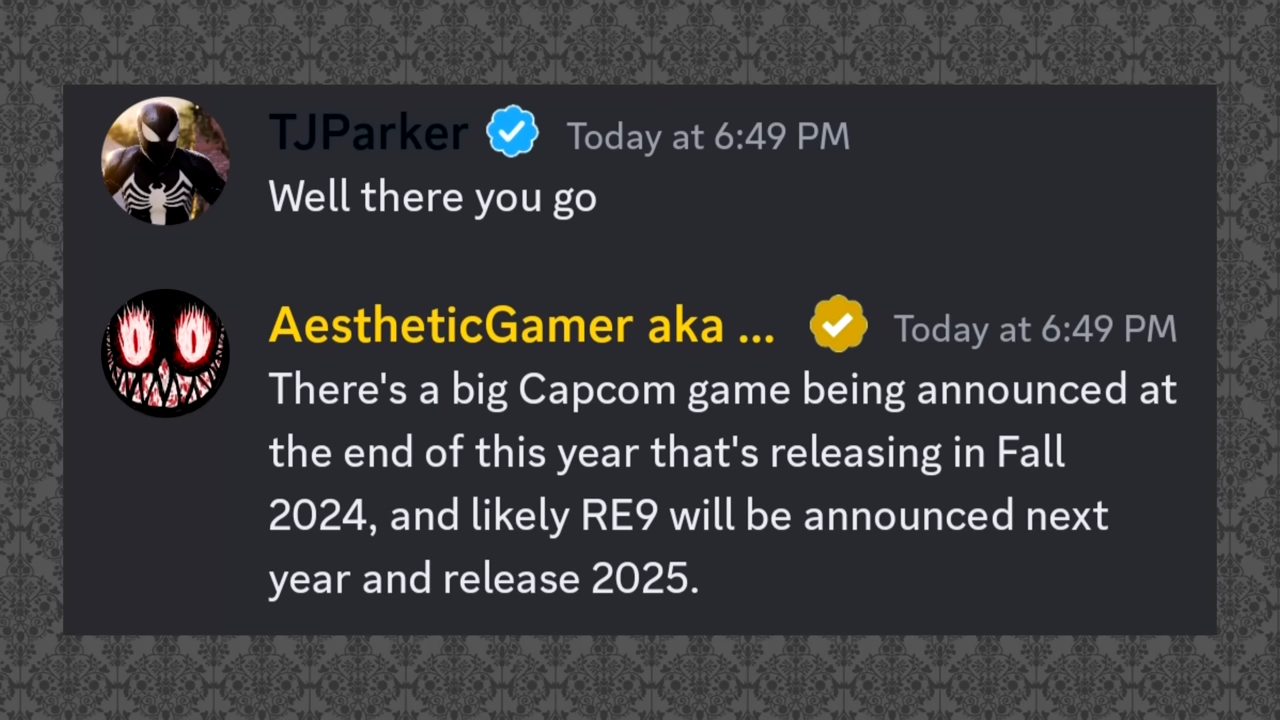 TJParker Today at 6:49 PM
Well there you go
AestheticGamer aka ... Today at 6:49 PM
There's a big Capcom game being announced at
the end of this year that's releasing in Fall
2024, and likely RE9 will be announced next
year and release 2025.